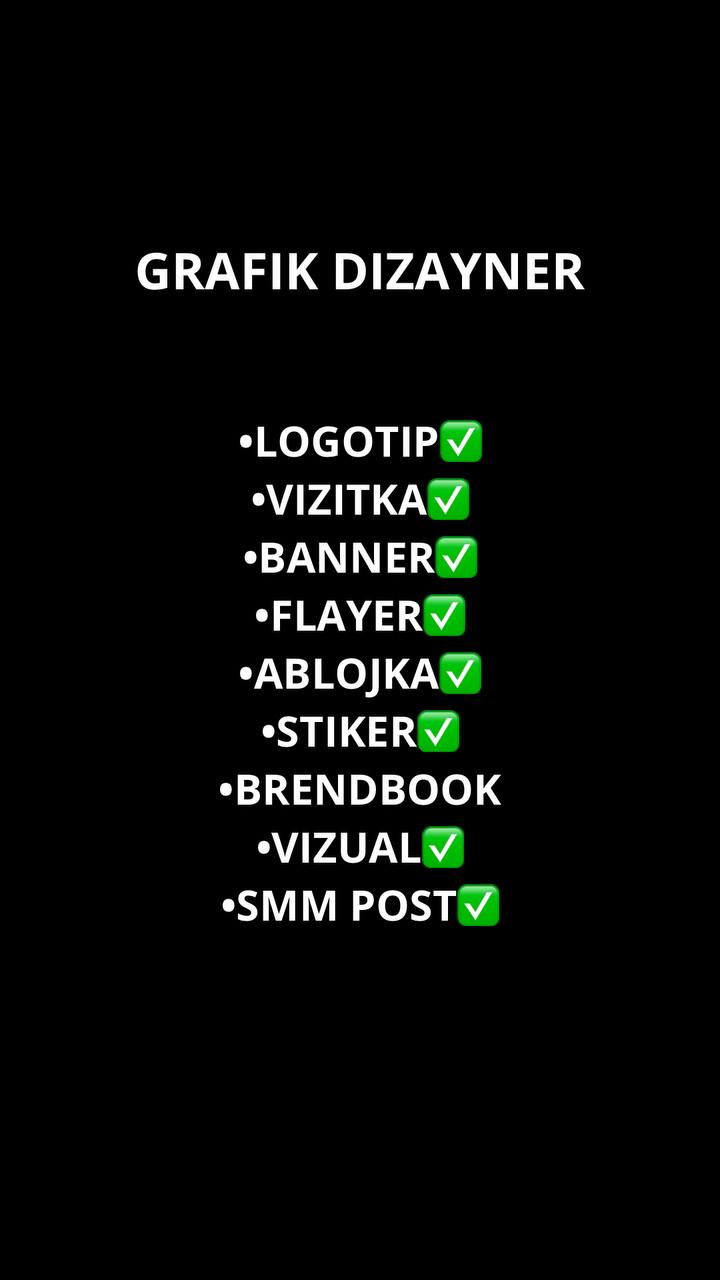 GRAFIK DIZAYNER
•LOGOTIP✅
•VIZITKA✅
•BANNER✅
•FLAYER✅
•ABLOJKA✅
•STIKER✅
•BRENDBOOK
•VIZUAL✅
•SMM POST✅